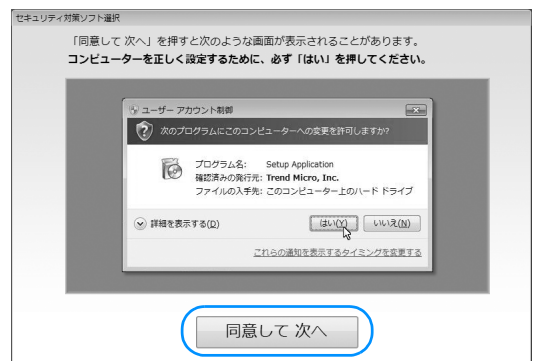 セキュリティ対策ソフト選択
「同意して 次へ」を押すと次のような画面が表示されることがあります。
コンピューターを正しく設定するために、必ず「はい」を押してください。
ユーザー アカウント制御
次のプログラムにこのコンピューターへの変更を許可しますか?
プログラム名: Setup Application
確認済みの発行元: Trend Micro, Inc.
ファイルの入手先: このコンピューター上のハード ドライブ
詳細を表示する(D) はい(Y) いいえ(N)
これらの通知を表示するタイミングを変更する
同意して 次へ